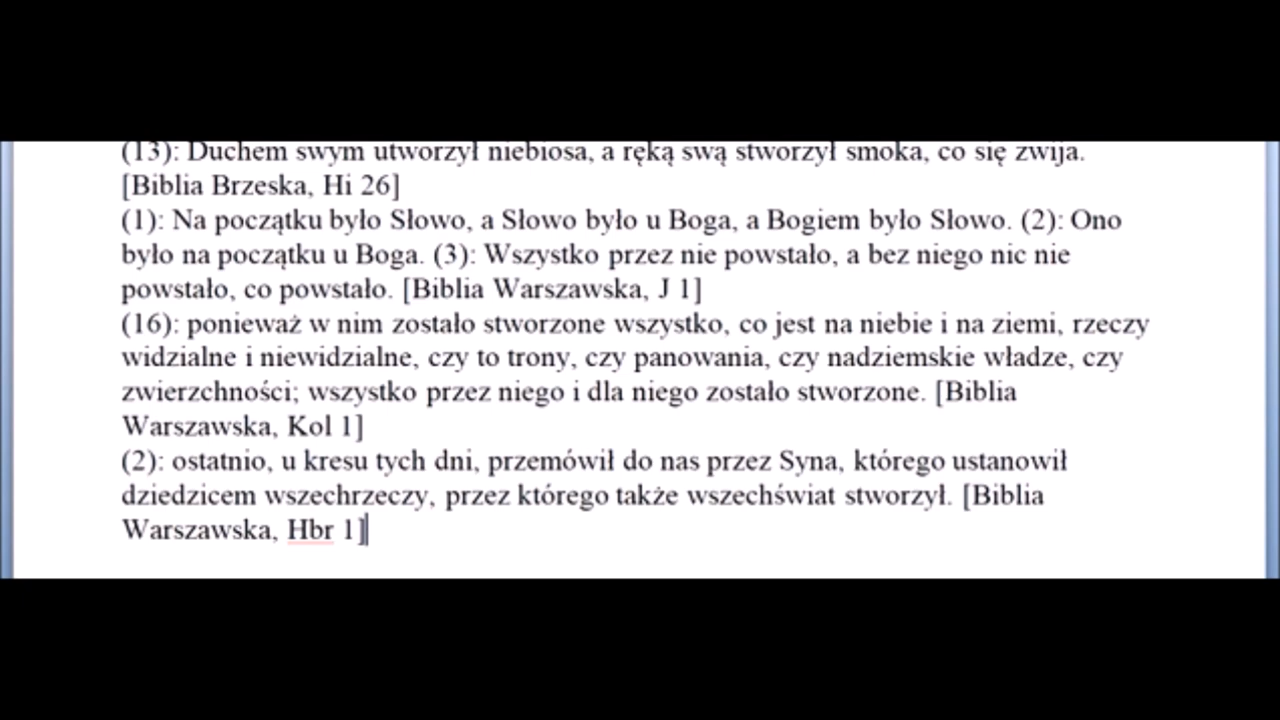 (13): Duchem swym utworzył niebiosa, a ręką swą stworzył smoka, co się zwija.
[Biblia Brzeska, Hi 26]
(1): Na początku było Słowo, a Słowo było u Boga, a Bogiem było Słowo. (2): Ono
było na początku u Boga. (3): Wszystko przez nie powstało, a bez niego nic nie
powstało, co powstało. [Biblia Warszawska, J 1]
(16): ponieważ w nim zostało stworzone wszystko, co jest na niebie i na ziemi, rzeczy
widzialne i niewidzialne, czy to trony, czy panowania, czy nadziemskie władze, czy
zwierzchności; wszystko przez niego i dla niego zostało stworzone. [Biblia
Warszawska, Kol 1]
(2): ostatnio, u kresu tych dni, przemówił do nas przez Syna, którego ustanowił
dziedzicem wszechrzeczy, przez którego także wszechświat stworzył. [Biblia
Warszawska, Hbr 1]